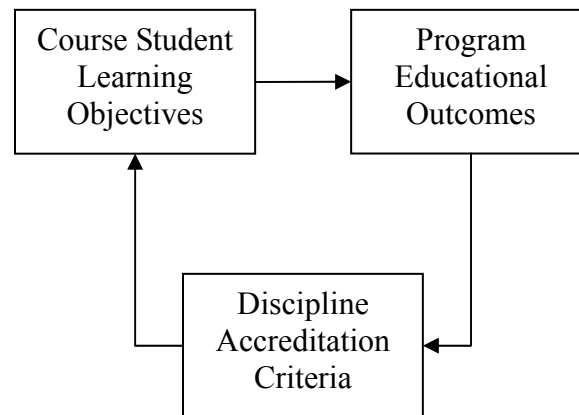 Course Student
Learning
Objectives
Program
Educational
Outcomes
Discipline
Accreditation
Criteria